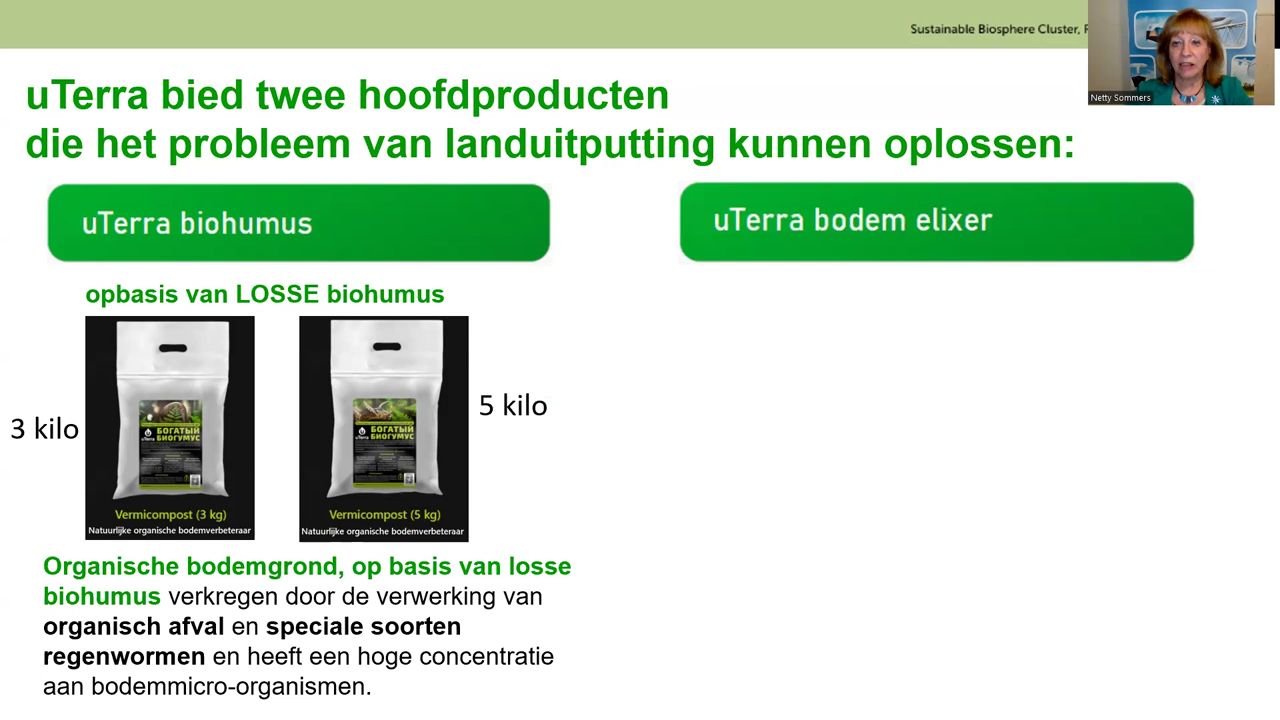 Sustainable Biosphere Cluster,
Netty Sommers
uTerra bied twee hoofdproducten
die het probleem van landuitputting kunnen oplossen:
uTerra biohumus
uTerra bodem elixer
opbasis van LOSSE biohumus
3 kilo
uTerra
БОГАТЫЙ
БИОГУМУС
Vermicompost (3 kg)
Natuurlijke organische bodemverbeteraar
uTerra
БОГАТЫЙ
БИОГУМУС
Vermicompost (5 kg)
Natuurlijke organische bodemverbeteraar
5 kilo
Organische bodemgrond, op basis van losse
biohumus verkregen door de verwerking van
organisch afval en speciale soorten
regenwormen en heeft een hoge concentratie
aan bodemmicro-organismen.